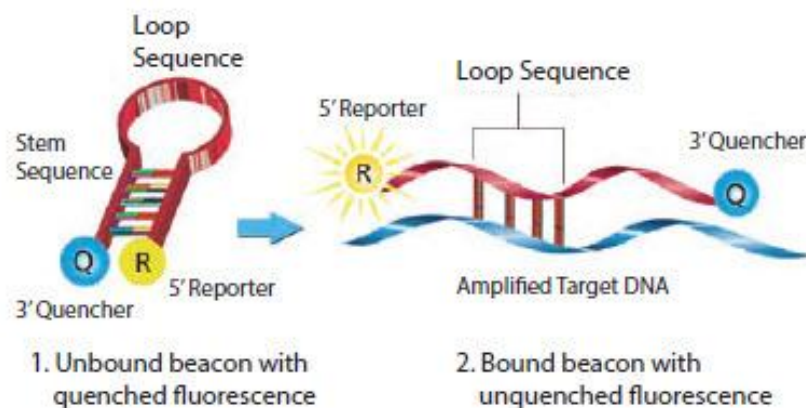 Loop
Sequence
Stem
Sequence
Q
R
5' Reporter
3' Quencher
1. Unbound beacon with
quenched fluorescence
Loop Sequence
5' Reporter
R
3' Quencher
Q
Amplified Target DNA
2. Bound beacon with
unquenched fluorescence